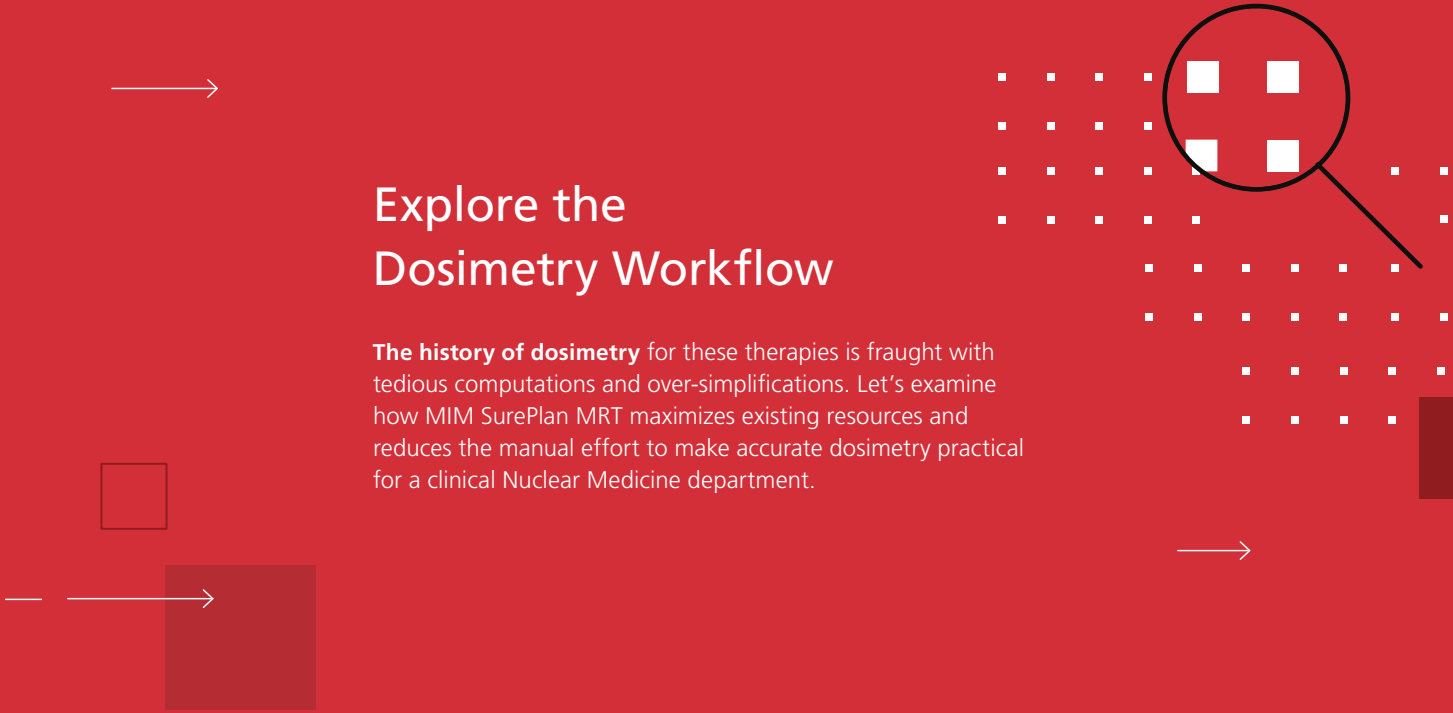 Explore the
Dosimetry Workflow
The history of dosimetry for these therapies is fraught with
tedious computations and over-simplifications. Let's examine
how MIM SurePlan MRT maximizes existing resources and
reduces the manual effort to make accurate dosimetry practical
for a clinical Nuclear Medicine department.